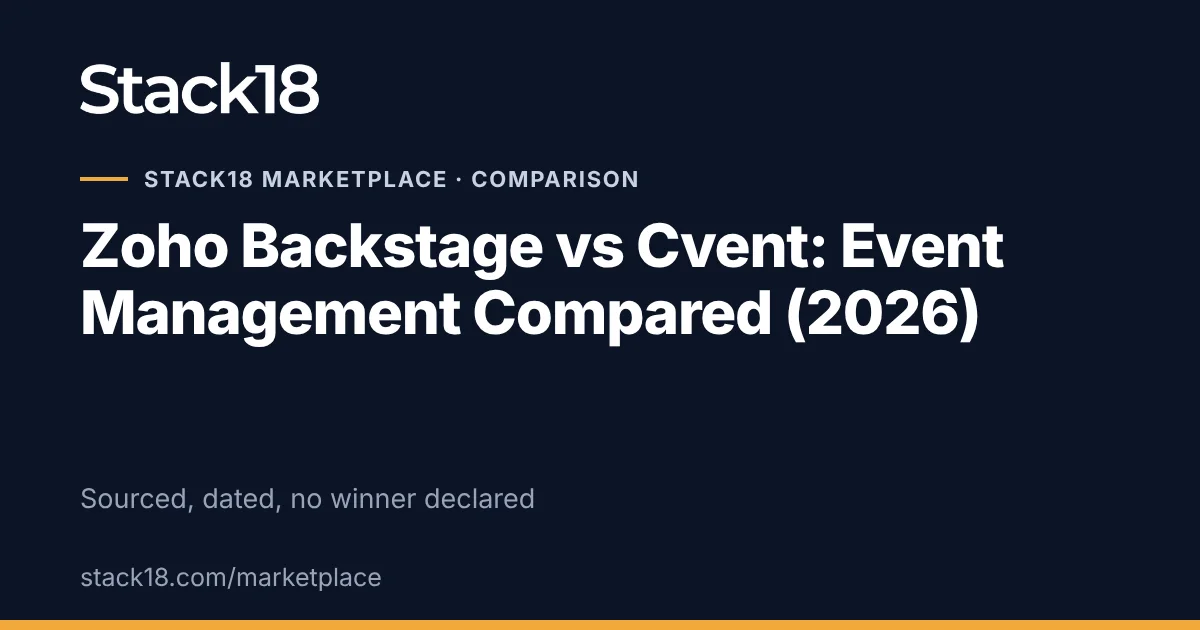 Stack18
STACK18 MARKETPLACE · COMPARISON
Zoho Backstage vs Cvent: Event
Management Compared (2026)
Sourced, dated, no winner declared
stack18.com/marketplace